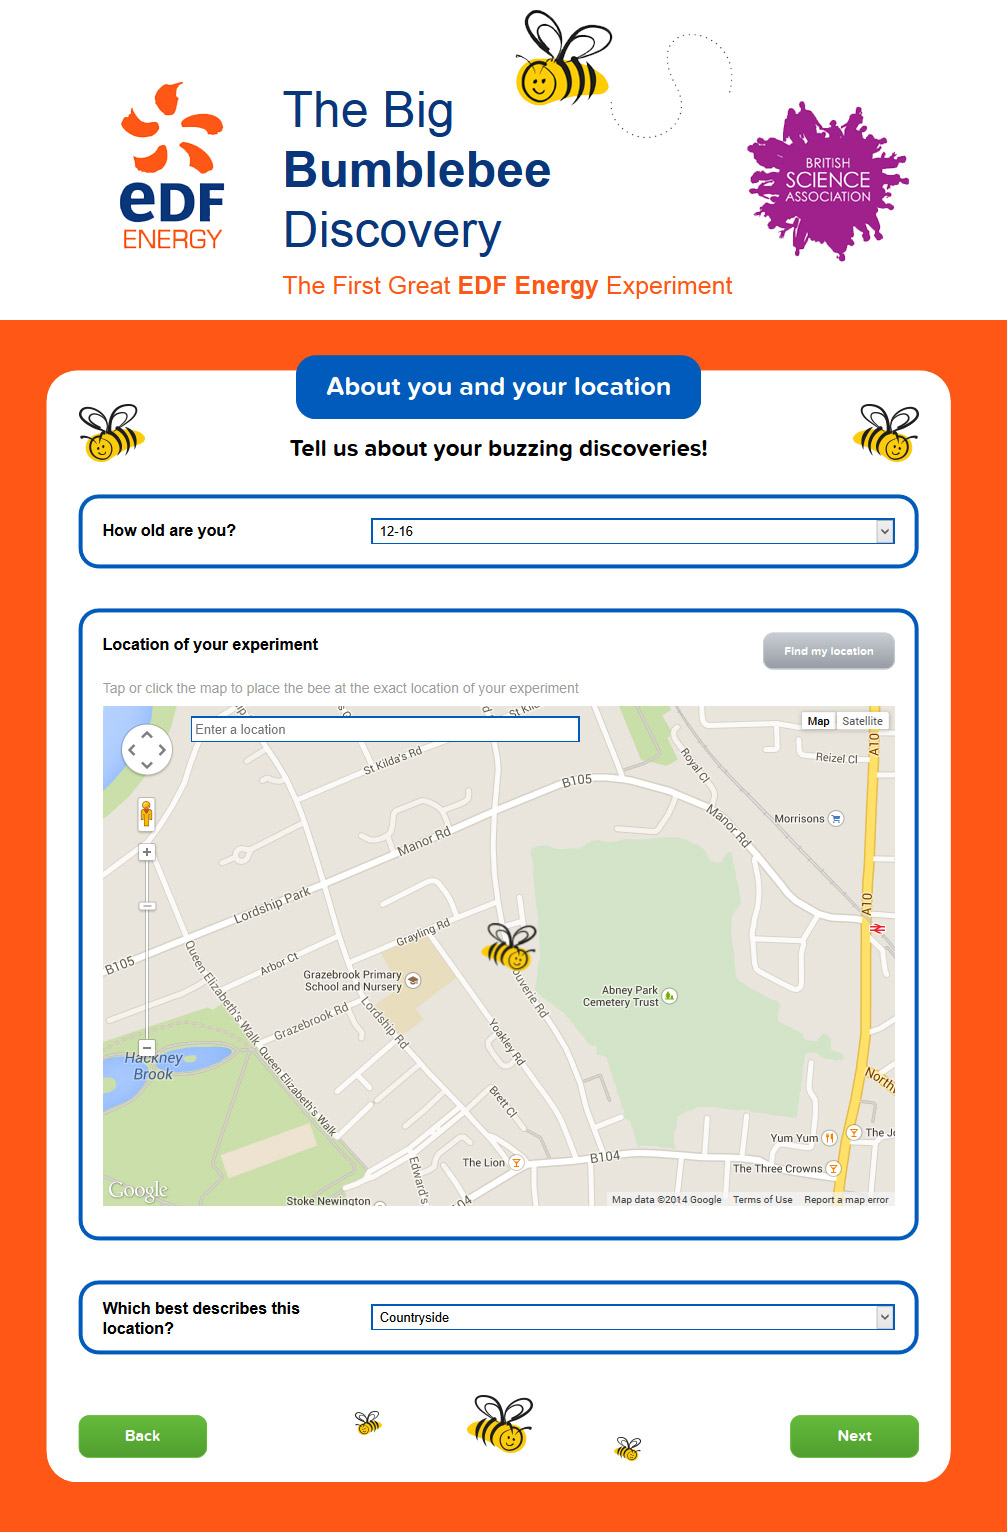 The Big
Bumblebee
Discovery
The First Great EDF Energy Experiment
eDF
ENERGY
BRITISH
SCIENCE
ASSOCIATION
About you and your location
Tell us about your buzzing discoveries!
How old are you?
12-16
Location of your experiment
Find my location
Tap or click the map to place the bee at the exact location of your experiment
Enter a location
Map
Satellite
St Kilda's Rd
B105
Royal Cl
Reizel Cl
A10
Manor Rd
Manor Rd
Morrisons
Lordship Park
A10
B105
Queen Elizabeth's Walk
Arbor Ct
Grayling Rd
Grazebrook Primary
School and Nursery
Grazebrook Rd
Lordship Rd
Yoakley Rd
ouverie Rd
Abney Park
Cemetery Trust
Hackney
Brook
Queen Elizabeth's Walk
Brett Cl
North
Yum Yum
The J
The Lion
B104
The Three Crowns
Edward's
Stoke Newington
Google
Map data ©2014 Google
Terms of Use
Report a map error
Which best describes this
location?
Countryside
Back
Next